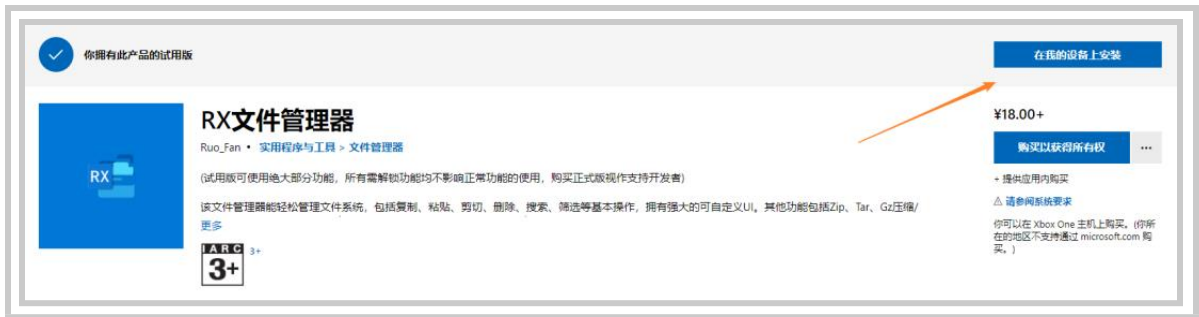 你拥有此产品的试用版
在我的设备上安装
RX
RX文件管理器
Ruo_Fan • 实用程序与工具 > 文件管理器
(试用版可使用绝大部分功能，所有需解锁功能均不影响正常功能的使用，购买正式版视作支持开发者)
该文件管理器能轻松管理文件系统，包括复制、粘贴、剪切、删除、搜索、筛选等基本操作，拥有强大的可自定义UI。其他功能包括Zip、Tar、Gz压缩/
更多
IARC
3+
3+
¥18.00+
购买以获得所有权
...
+ 提供应用内购买
⚠ 请参阅系统要求
你可以在 Xbox One 主机上购买。(你所
在的地区不支持通过 microsoft.com 购
买。)